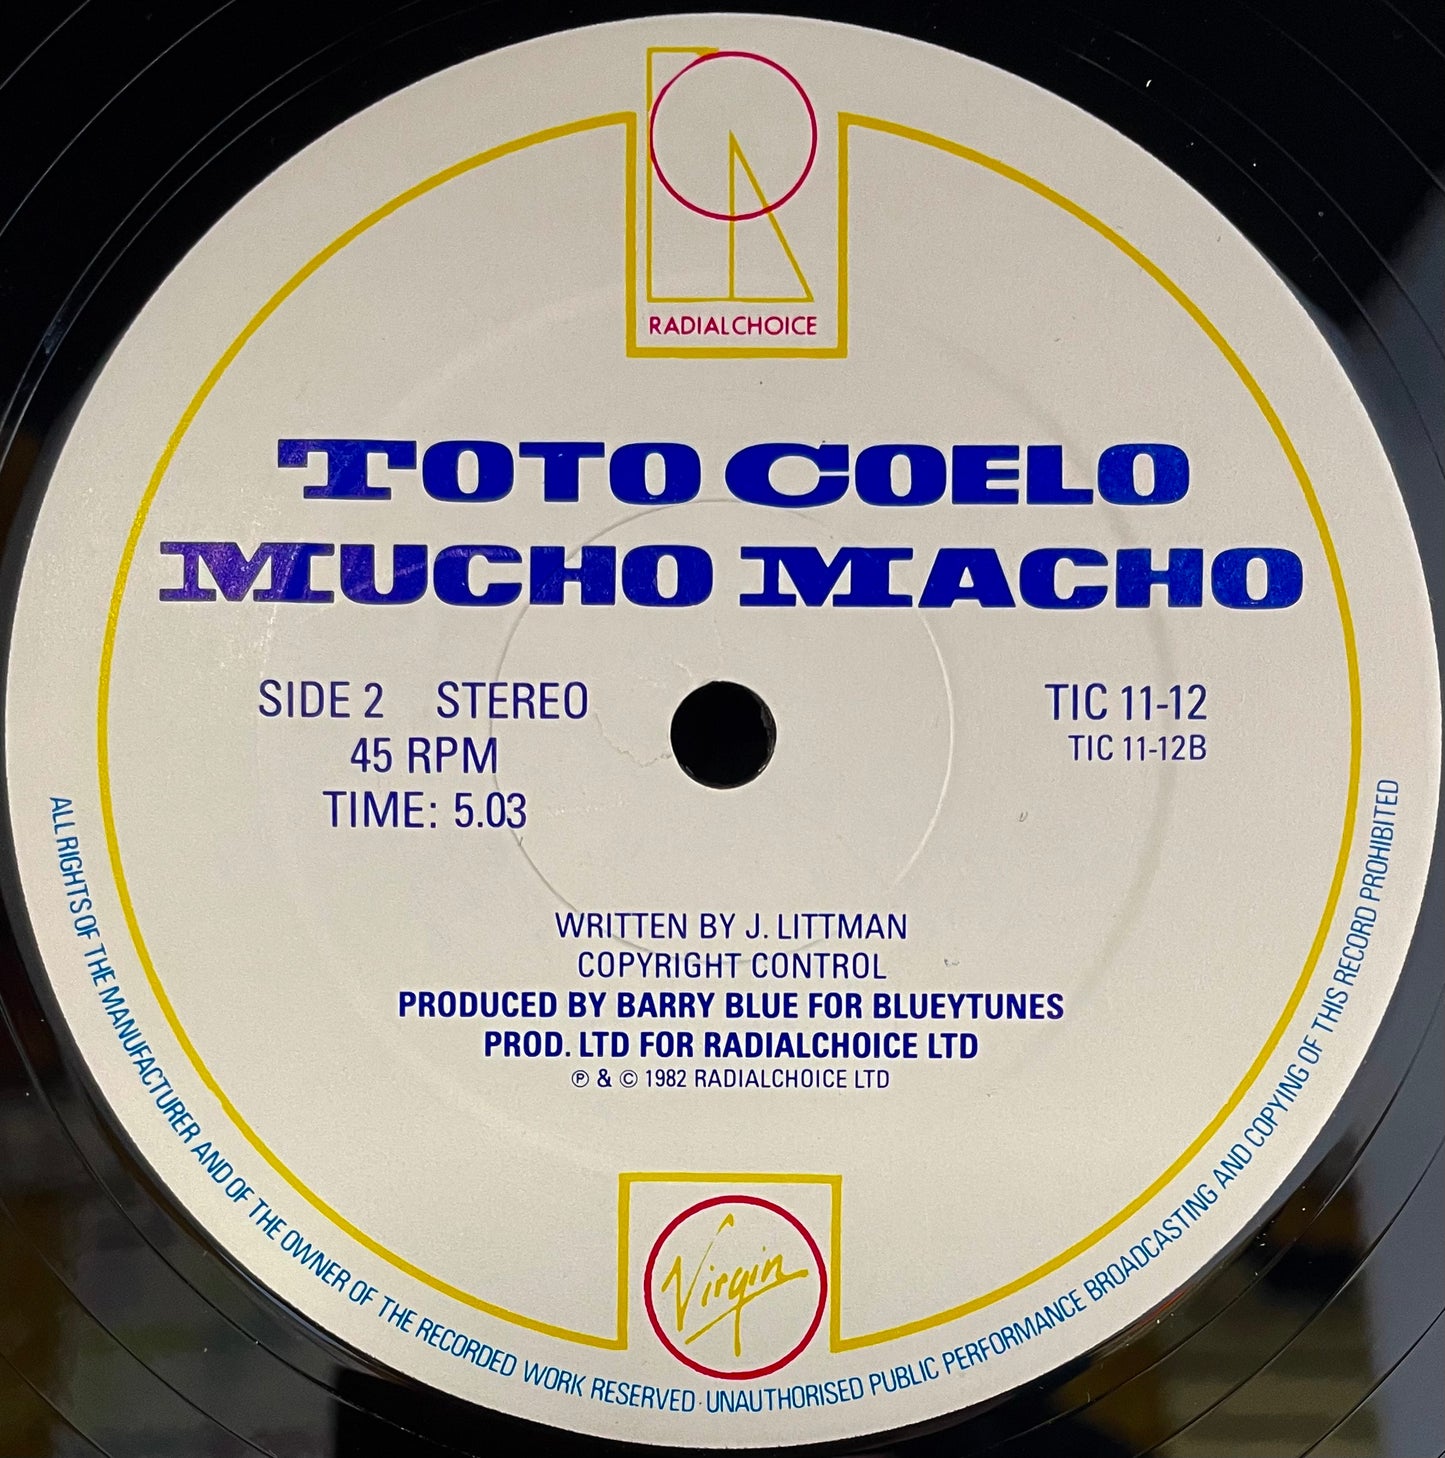 RADIALCHOICE
TOTO COELO
MUCHO MACHO
SIDE 2 STEREO
45 RPM
TIME: 5.03
TIC 11-12
TIC 11-12B
WRITTEN BY J. LITTMAN
COPYRIGHT CONTROL
PRODUCED BY BARRY BLUE FOR BLUEYTUNES
PROD. LTD FOR RADIALCHOICE LTD
℗ & © 1982 RADIALCHOICE LTD
Virgin
ALL RIGHTS OF THE MANUFACTURER AND OF THE OWNER OF THE RECORDED WORK RESERVED · UNAUTHORISED PUBLIC PERFORMANCE BROADCASTING AND COPYING OF THIS RECORD PROHIBITED